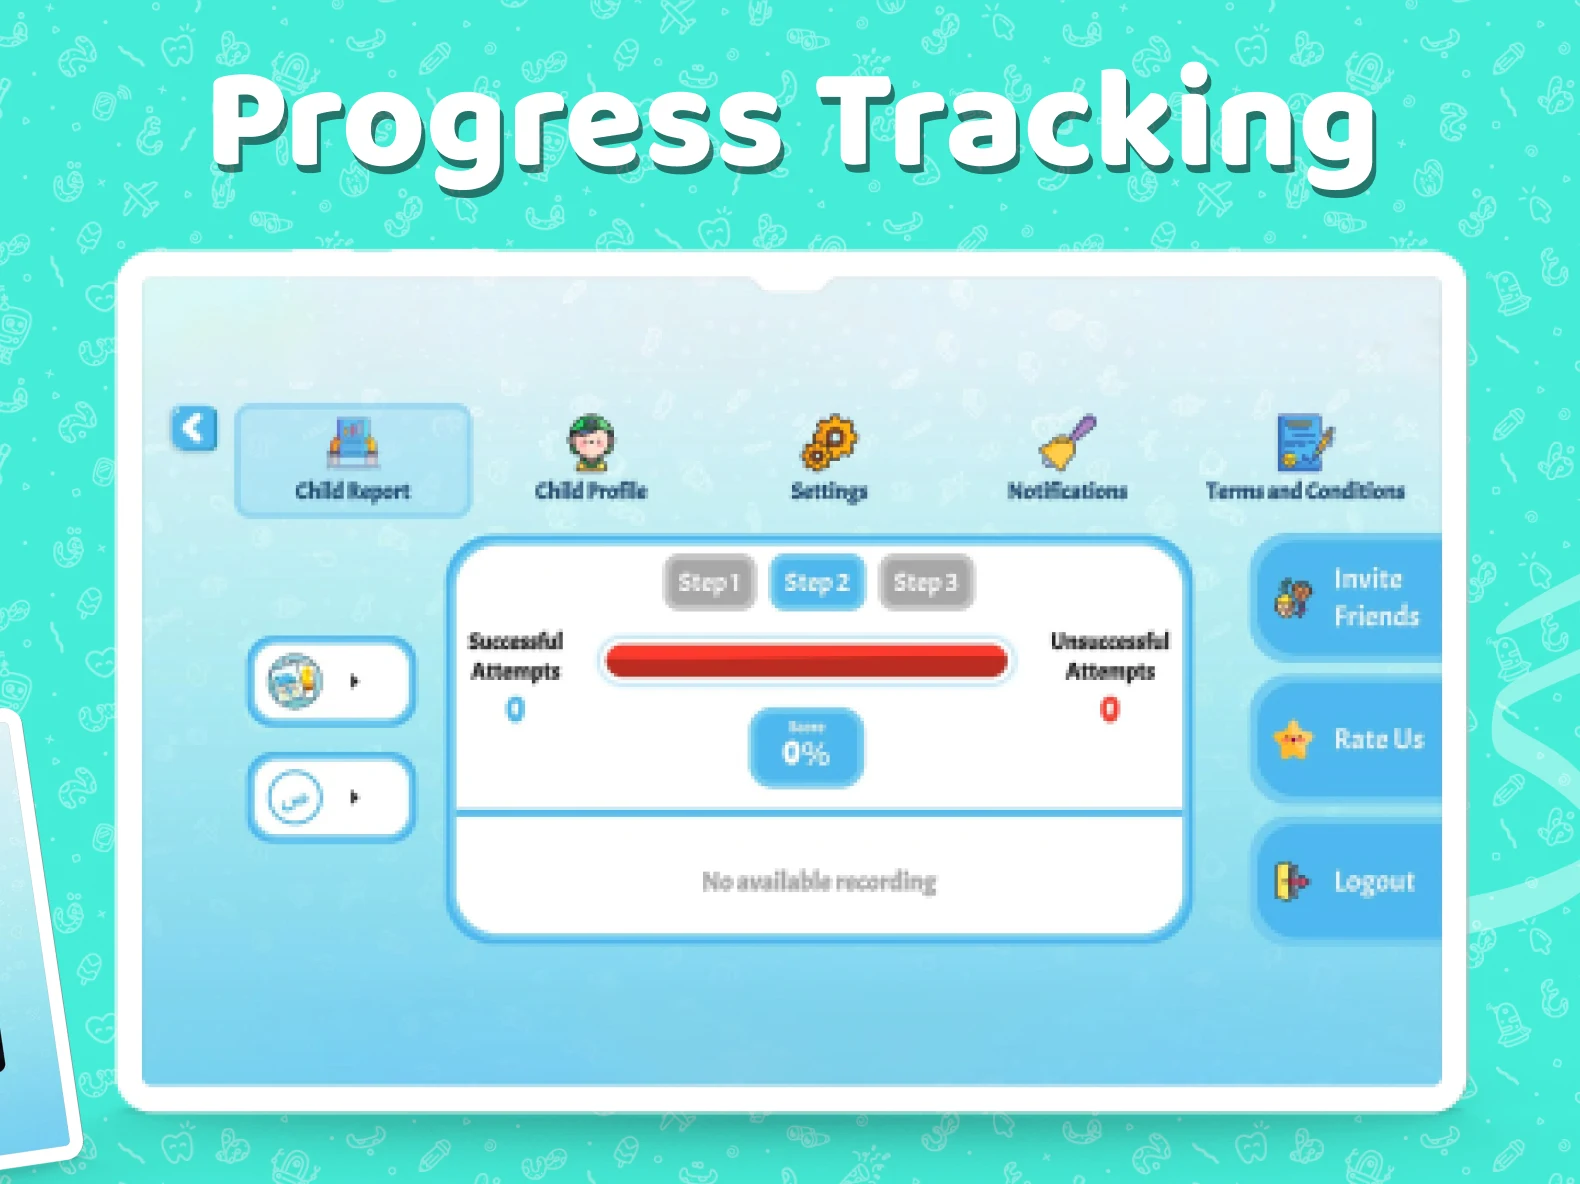 Progress Tracking
Child Report
Child Profile
Settings
Notifications
Terms and Conditions
Step 1
Step 2
Step 3
Successful
Attempts
0
Unsuccessful
Attempts
0
Score
0%
No available recording
Invite
Friends
Rate Us
Logout